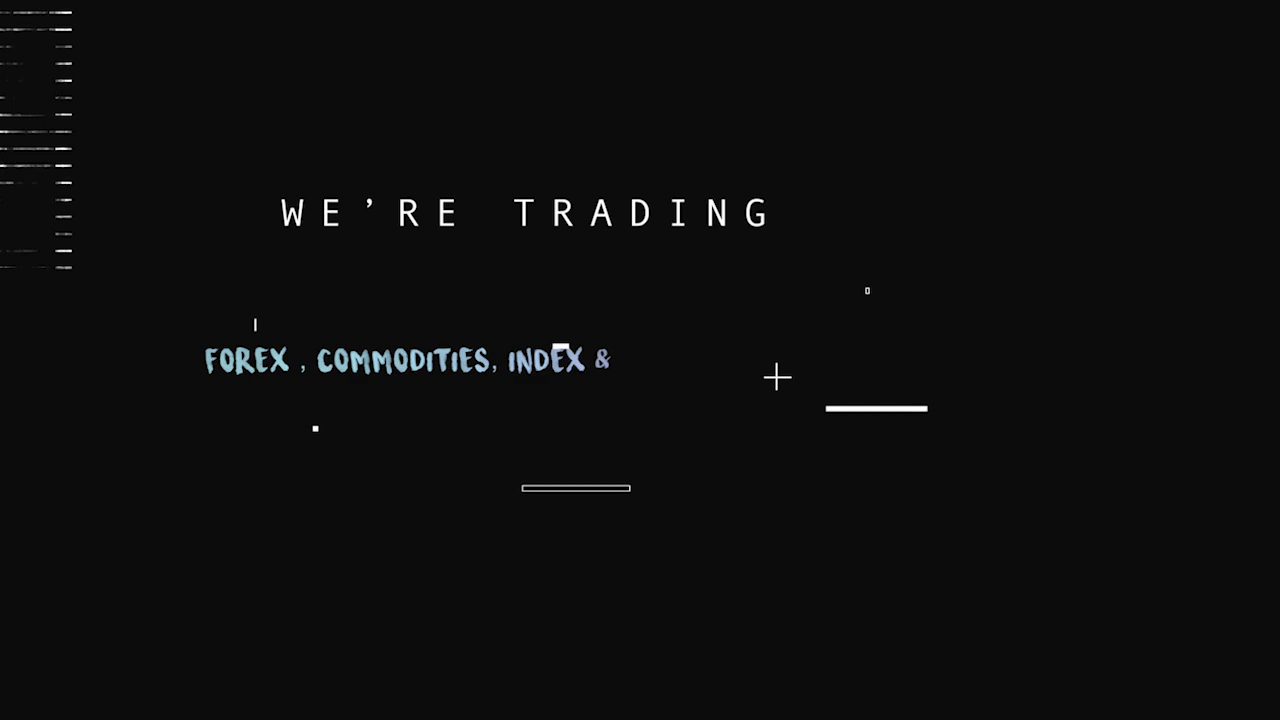 WE’RE TRADING
FOREX , COMMODITIES, INDEX &